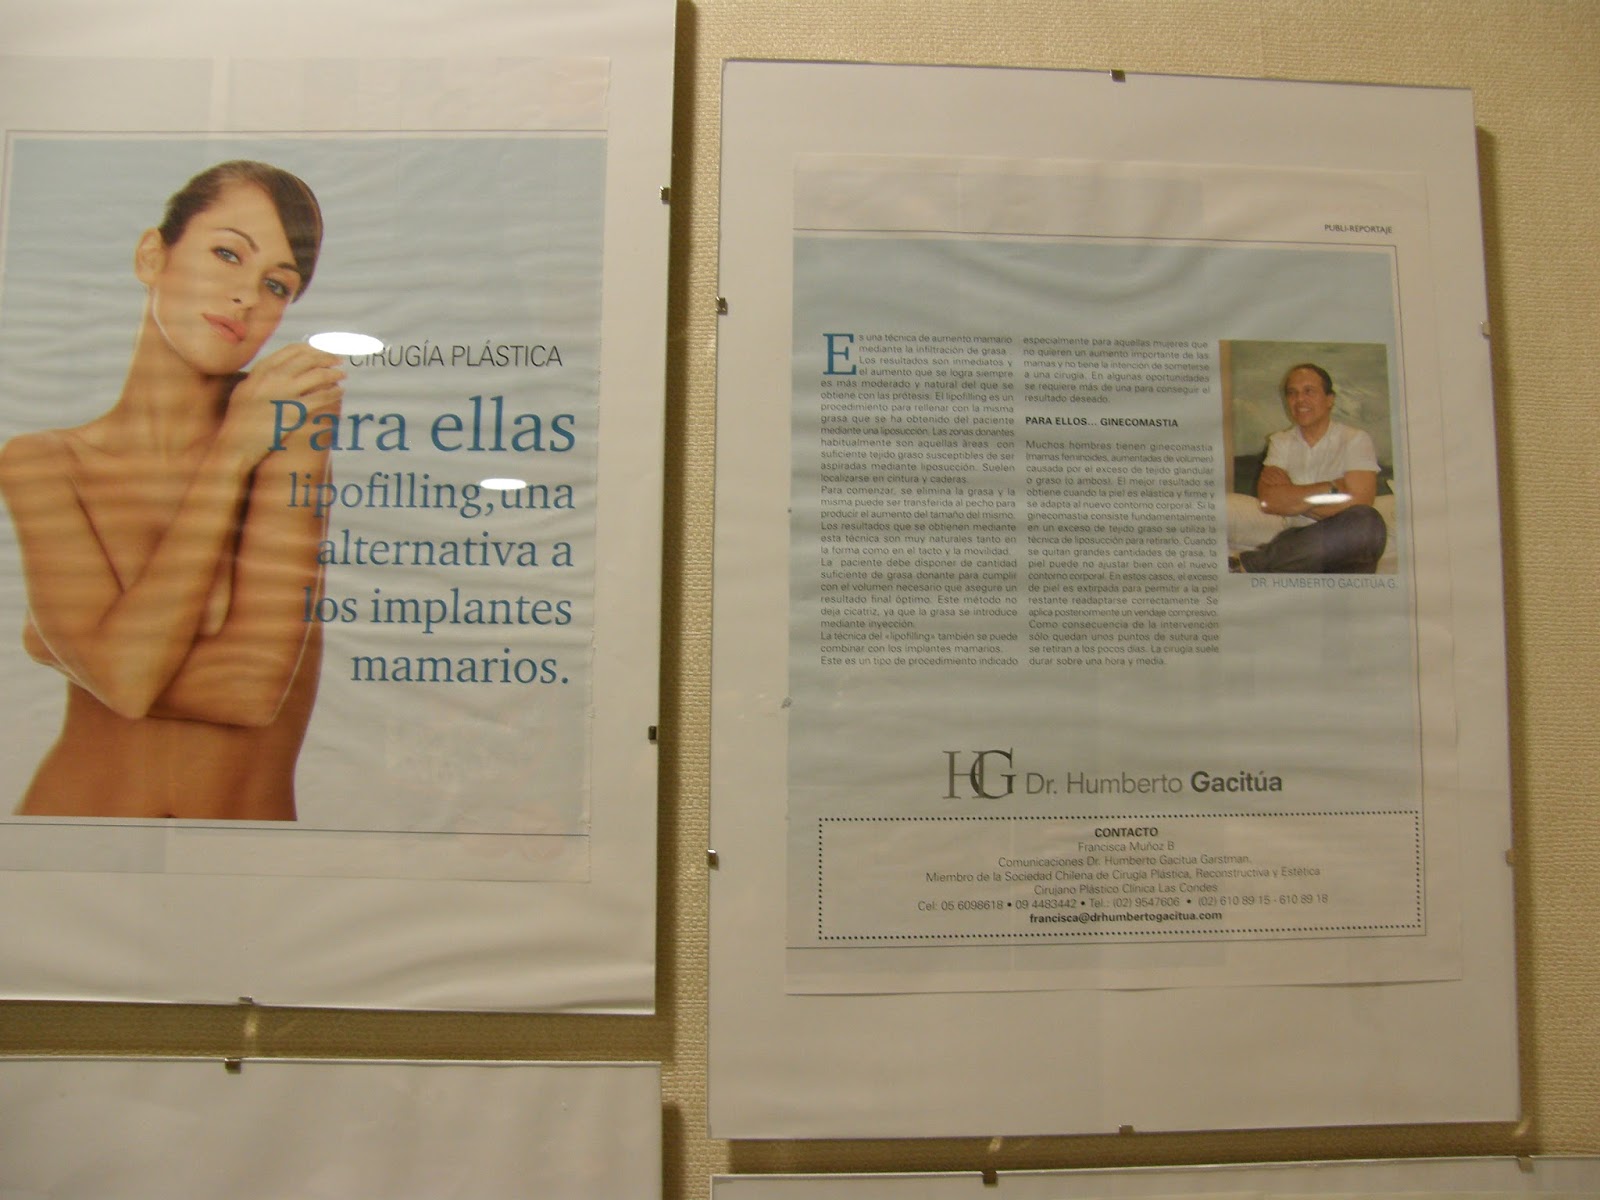 CIRUGÍA PLÁSTICA
Para ellas
lipofilling, una
alternativa a
los implantes
mamarios.
PUBLI-REPORTAJE
Es una técnica de aumento mamario
mediante la infiltración de grasa.
Los resultados son inmediatos y
el aumento que se logra siempre
es más moderado y natural del que se
obtiene con las prótesis. El lipofilling es un
procedimiento para rellenar con la misma
grasa que se ha obtenido del paciente
mediante una liposucción. Las zonas donantes
habitualmente son aquellas áreas con
suficiente tejido graso susceptibles de ser
aspiradas mediante liposucción. Suelen
localizarse en cintura y caderas.
Para comenzar, se elimina la grasa y la
misma puede ser transferida al pecho para
producir el aumento del tamaño del mismo.
Los resultados que se obtienen mediante
esta técnica son muy naturales tanto en
la forma como en el tacto y la movilidad.
La paciente debe disponer de cantidad
suficiente de grasa donante para cumplir
con el volumen necesario que asegure un
resultado final óptimo. Este método no
deja cicatriz, ya que la grasa se introduce
mediante inyección.
La técnica del «lipofilling» también se puede
combinar con los implantes mamarios.
Este es un tipo de procedimiento indicado
especialmente para aquellas mujeres que
no quieren un aumento importante de las
mamas y no tiene la intención de someterse
a una cirugía. En algunas oportunidades
se requiere más de una para conseguir el
resultado deseado.
PARA ELLOS... GINECOMASTIA
Muchos hombres tienen ginecomastia
(mamas femenoides, aumentadas de volumen)
causada por el exceso de tejido glandular
o graso (o ambos). El mejor resultado se
obtiene cuando la piel es elástica y firme y
se adapta al nuevo contorno corporal. Si la
ginecomastia consiste fundamentalmente
en un exceso de tejido graso se utiliza la
técnica de liposucción para retirarlo. Cuando
se quitan grandes cantidades de grasa, la
piel puede no ajustar bien con el nuevo
contorno corporal. En estos casos, el exceso
de piel es extirpada para permitir a la piel
restante readaptarse correctamente. Se
aplica posteriormente un vendaje compresivo.
Como consecuencia de la intervención
sólo quedan unos puntos de sutura que
se retiran a los pocos días. La cirugía suele
durar sobre una hora y media.
DR. HUMBERTO GACITÚA G.
HG Dr. Humberto Gacitúa
CONTACTO
Francisca Muñoz B
Comunicaciones Dr. Humberto Gacitua Garstman.
Miembro de la Sociedad Chilena de Cirugía Plástica, Reconstructiva y Estética
Cirujano Plástico Clínica Las Condes
Cel: 05 6098618 • 09 4483442 • Tel.: (02) 9547606 • (02) 610 89 15 - 610 89 18
francisca@drhumbertogacitua.com